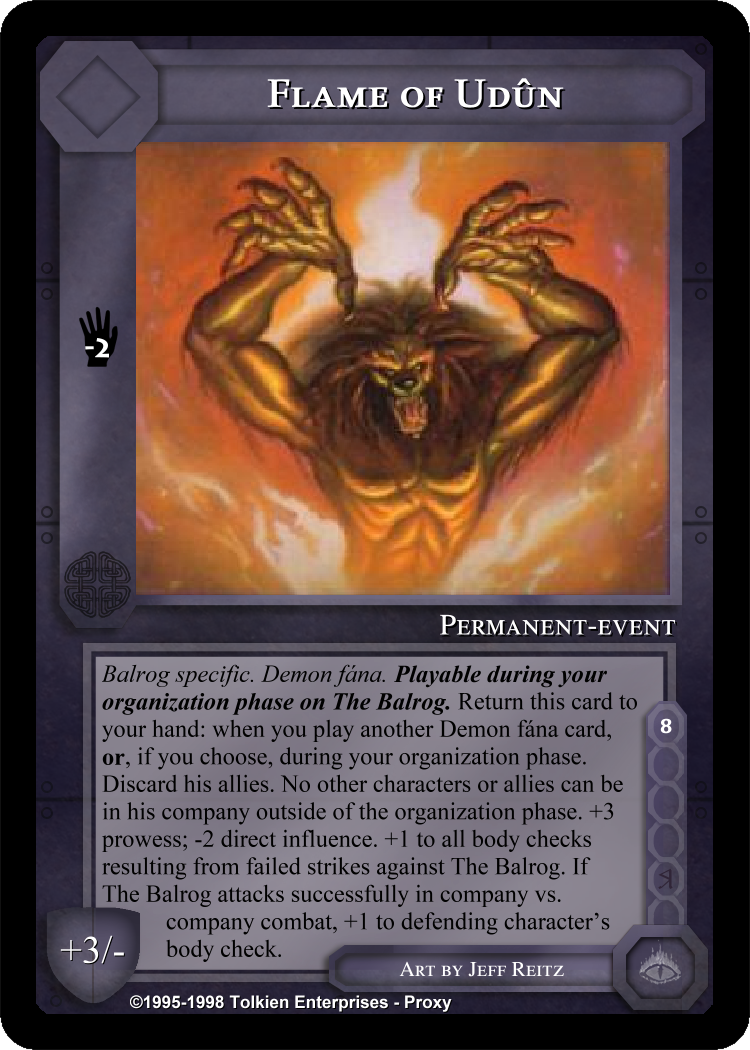 Flame of Udûn
-2
Permanent-event
Balrog specific. Demon fána. Playable during your
organization phase on The Balrog. Return this card to
your hand: when you play another Demon fána card,
or, if you choose, during your organization phase.
Discard his allies. No other characters or allies can be
in his company outside of the organization phase. +3
prowess; -2 direct influence. +1 to all body checks
resulting from failed strikes against The Balrog. If
The Balrog attacks successfully in company vs.
company combat, +1 to defending character's
body check.
8
+3/-
Art by Jeff Reitz
©1995-1998 Tolkien Enterprises - Proxy